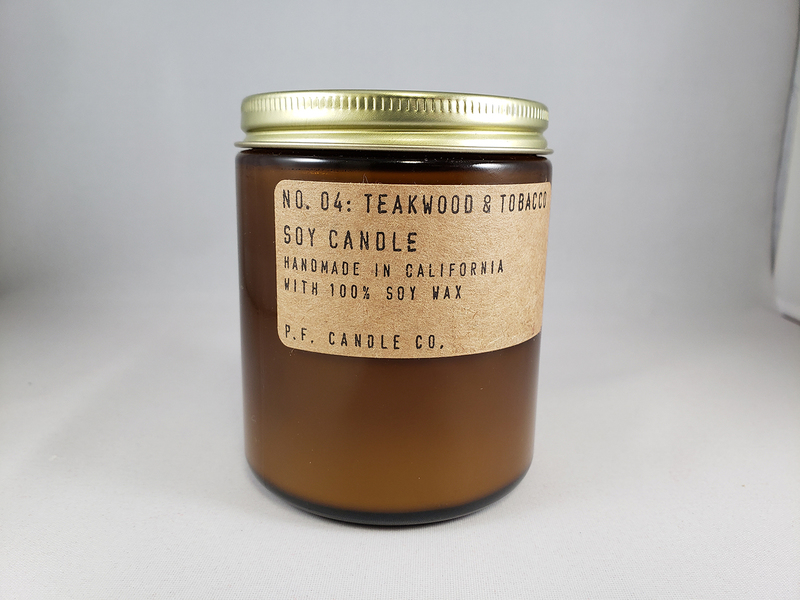 NO. 04: TEAKWOOD & TOBACCO
SOY CANDLE
HANDMADE IN CALIFORNIA
WITH 100% SOY WAX
P.F. CANDLE CO.